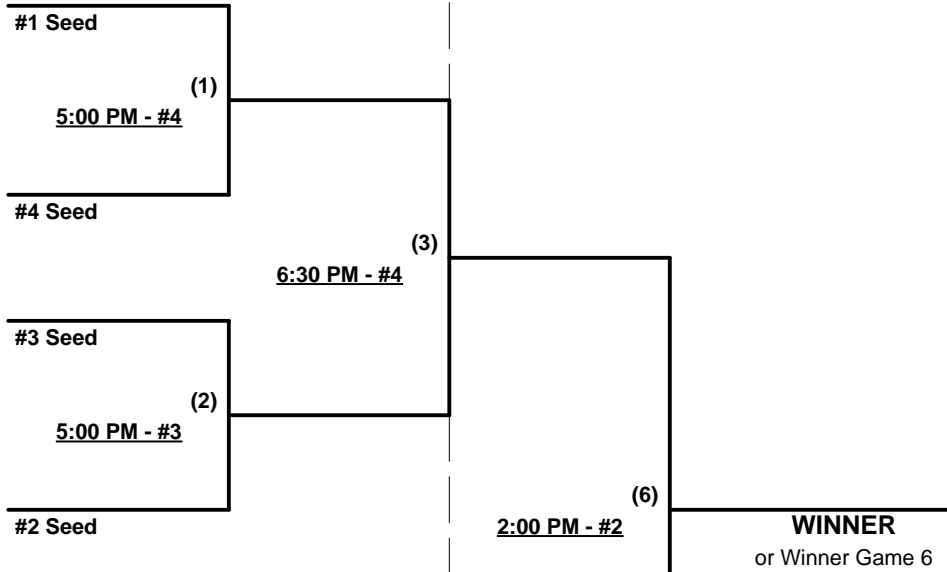 #1 Seed
(1)
5:00 PM - #4
#4 Seed
(3)
6:30 PM - #4
#3 Seed
(2)
5:00 PM - #3
#2 Seed
(6)
2:00 PM - #2
WINNER
or Winner Game 6